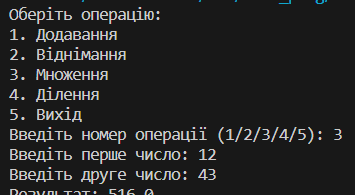 Оберіть операцію:
1. Додавання
2. Віднімання
3. Множення
4. Ділення
5. Вихід
Введіть номер операції (1/2/3/4/5): 3
Введіть перше число: 12
Введіть друге число: 43
Результат: 516.0